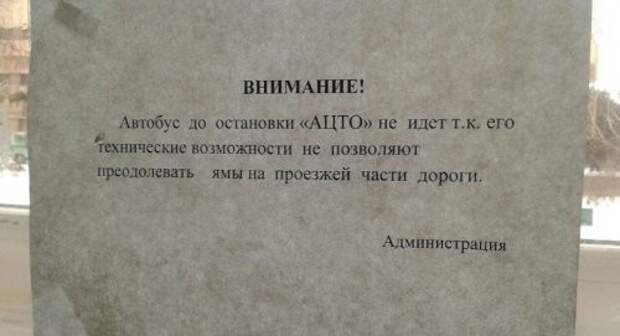 ВНИМАНИЕ!
Автобус до остановки «АЦТО» не идет т.к. его
технические возможности не позволяют
преодолевать ямы на проезжей части дороги.
Администрация